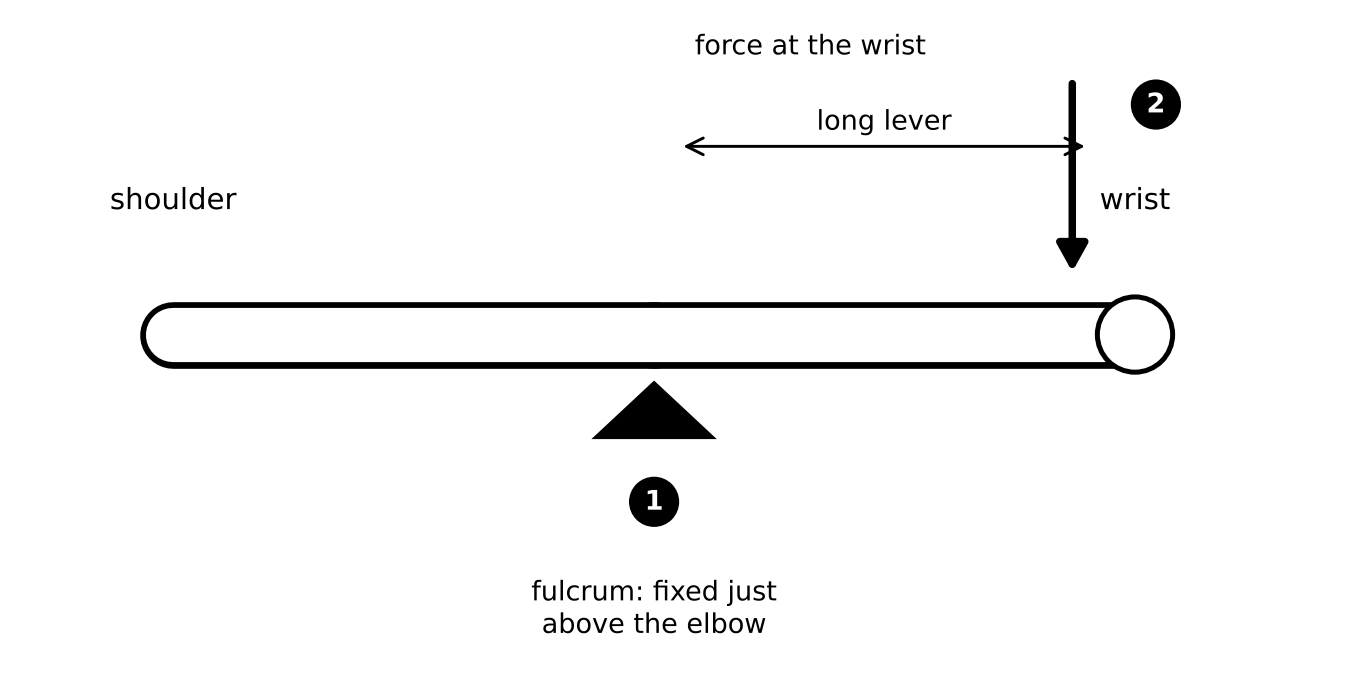 force at the wrist
2
long lever
shoulder
wrist
1
fulcrum: fixed just
above the elbow